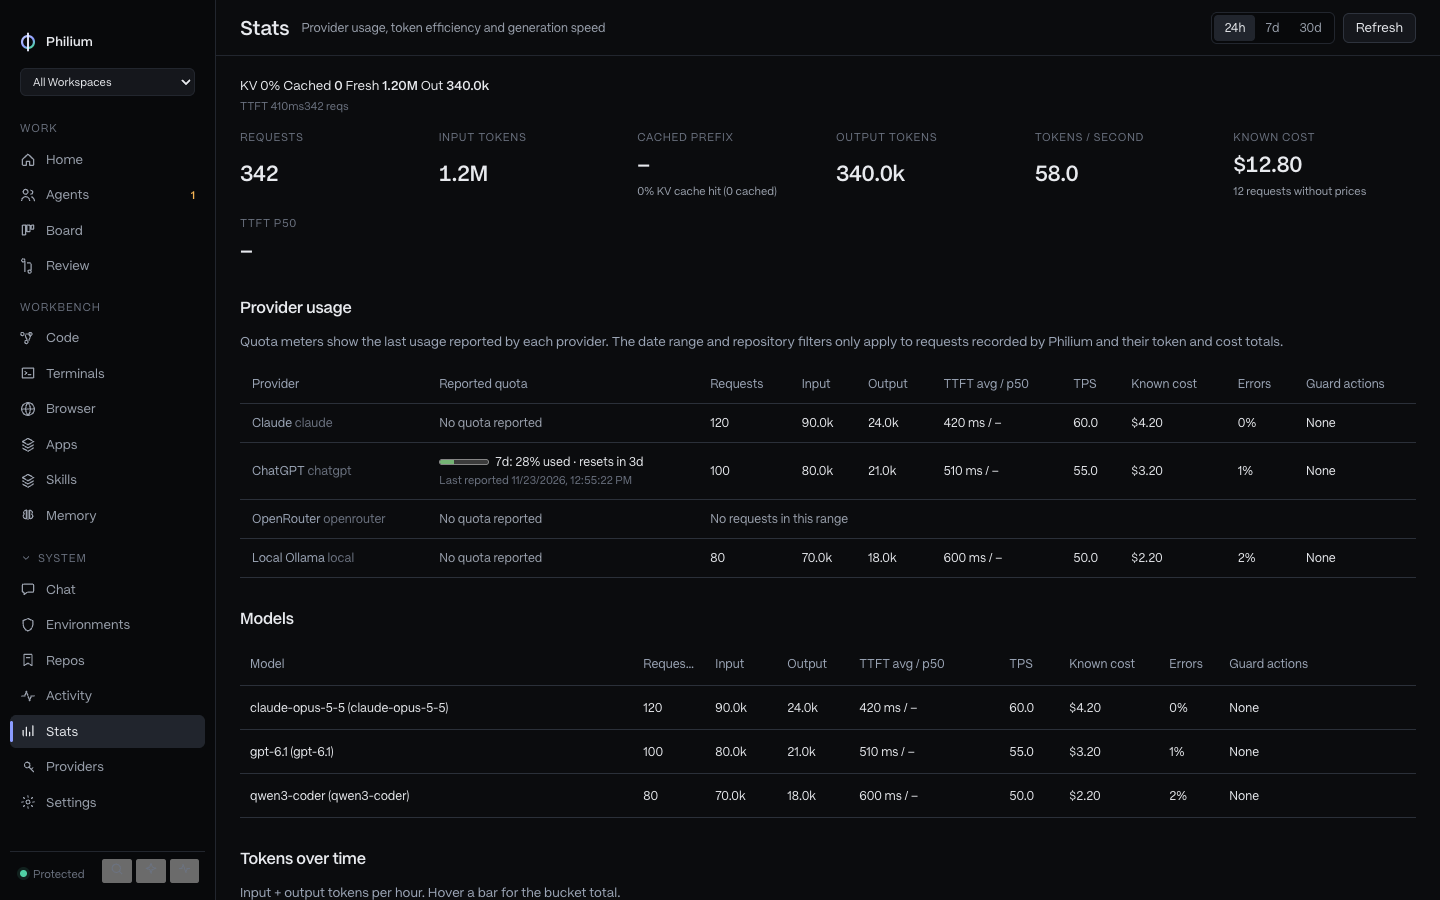 Philium
All Workspaces
WORK
Home
Agents 1
Board
Review
WORKBENCH
Code
Terminals
Browser
Apps
Skills
Memory
SYSTEM
Chat
Environments
Repos
Activity
Stats
Providers
Settings
Protected
Stats Provider usage, token efficiency and generation speed 24h 7d 30d Refresh
KV 0% Cached 0 Fresh 1.20M Out 340.0k
TTFT 410ms342 reqs
REQUESTS INPUT TOKENS CACHED PREFIX OUTPUT TOKENS TOKENS / SECOND KNOWN COST
342 1.2M – 340.0k 58.0 $12.80
0% KV cache hit (0 cached) 12 requests without prices
TTFT P50
–
Provider usage
Quota meters show the last usage reported by each provider. The date range and repository filters only apply to requests recorded by Philium and their token and cost totals.
Provider Reported quota Requests Input Output TTFT avg / p50 TPS Known cost Errors Guard actions
Claude claude No quota reported 120 90.0k 24.0k 420 ms / – 60.0 $4.20 0% None
ChatGPT chatgpt 7d: 28% used · resets in 3d 100 80.0k 21.0k 510 ms / – 55.0 $3.20 1% None
Last reported 11/23/2026, 12:55:22 PM
OpenRouter openrouter No quota reported No requests in this range
Local Ollama local No quota reported 80 70.0k 18.0k 600 ms / – 50.0 $2.20 2% None
Models
Model Reques... Input Output TTFT avg / p50 TPS Known cost Errors Guard actions
claude-opus-5-5 (claude-opus-5-5) 120 90.0k 24.0k 420 ms / – 60.0 $4.20 0% None
gpt-6.1 (gpt-6.1) 100 80.0k 21.0k 510 ms / – 55.0 $3.20 1% None
qwen3-coder (qwen3-coder) 80 70.0k 18.0k 600 ms / – 50.0 $2.20 2% None
Tokens over time
Input + output tokens per hour. Hover a bar for the bucket total.